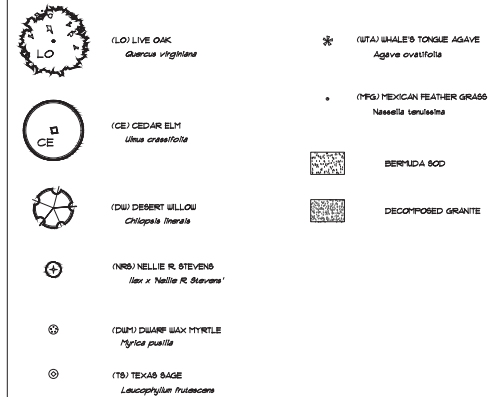 LO
(LO) LIVE OAK
Quercus virginiana
CE
(CE) CEDAR ELM
Ulmus crassifolia
(DW) DESERT WILLOW
Chilopsis linerais
(NRS) NELLIE R. STEVENS
Ilex x 'Nellie R. Stevens'
(DWM) DWARF WAX MYRTLE
Myrica pusilla
(TS) TEXAS SAGE
Leucophyllum frutescens
(WTA) WHALE'S TONGUE AGAVE
Agave ovatifolia
(MFG) MEXICAN FEATHER GRASS
Nassella tenuissima
BERMUDA SOD
DECOMPOSED GRANITE